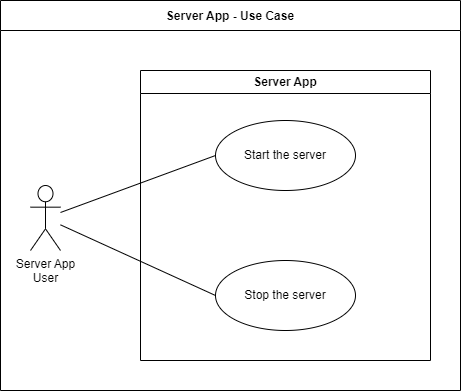 Server App - Use Case
Server App
Start the server
Server App
User
Stop the server